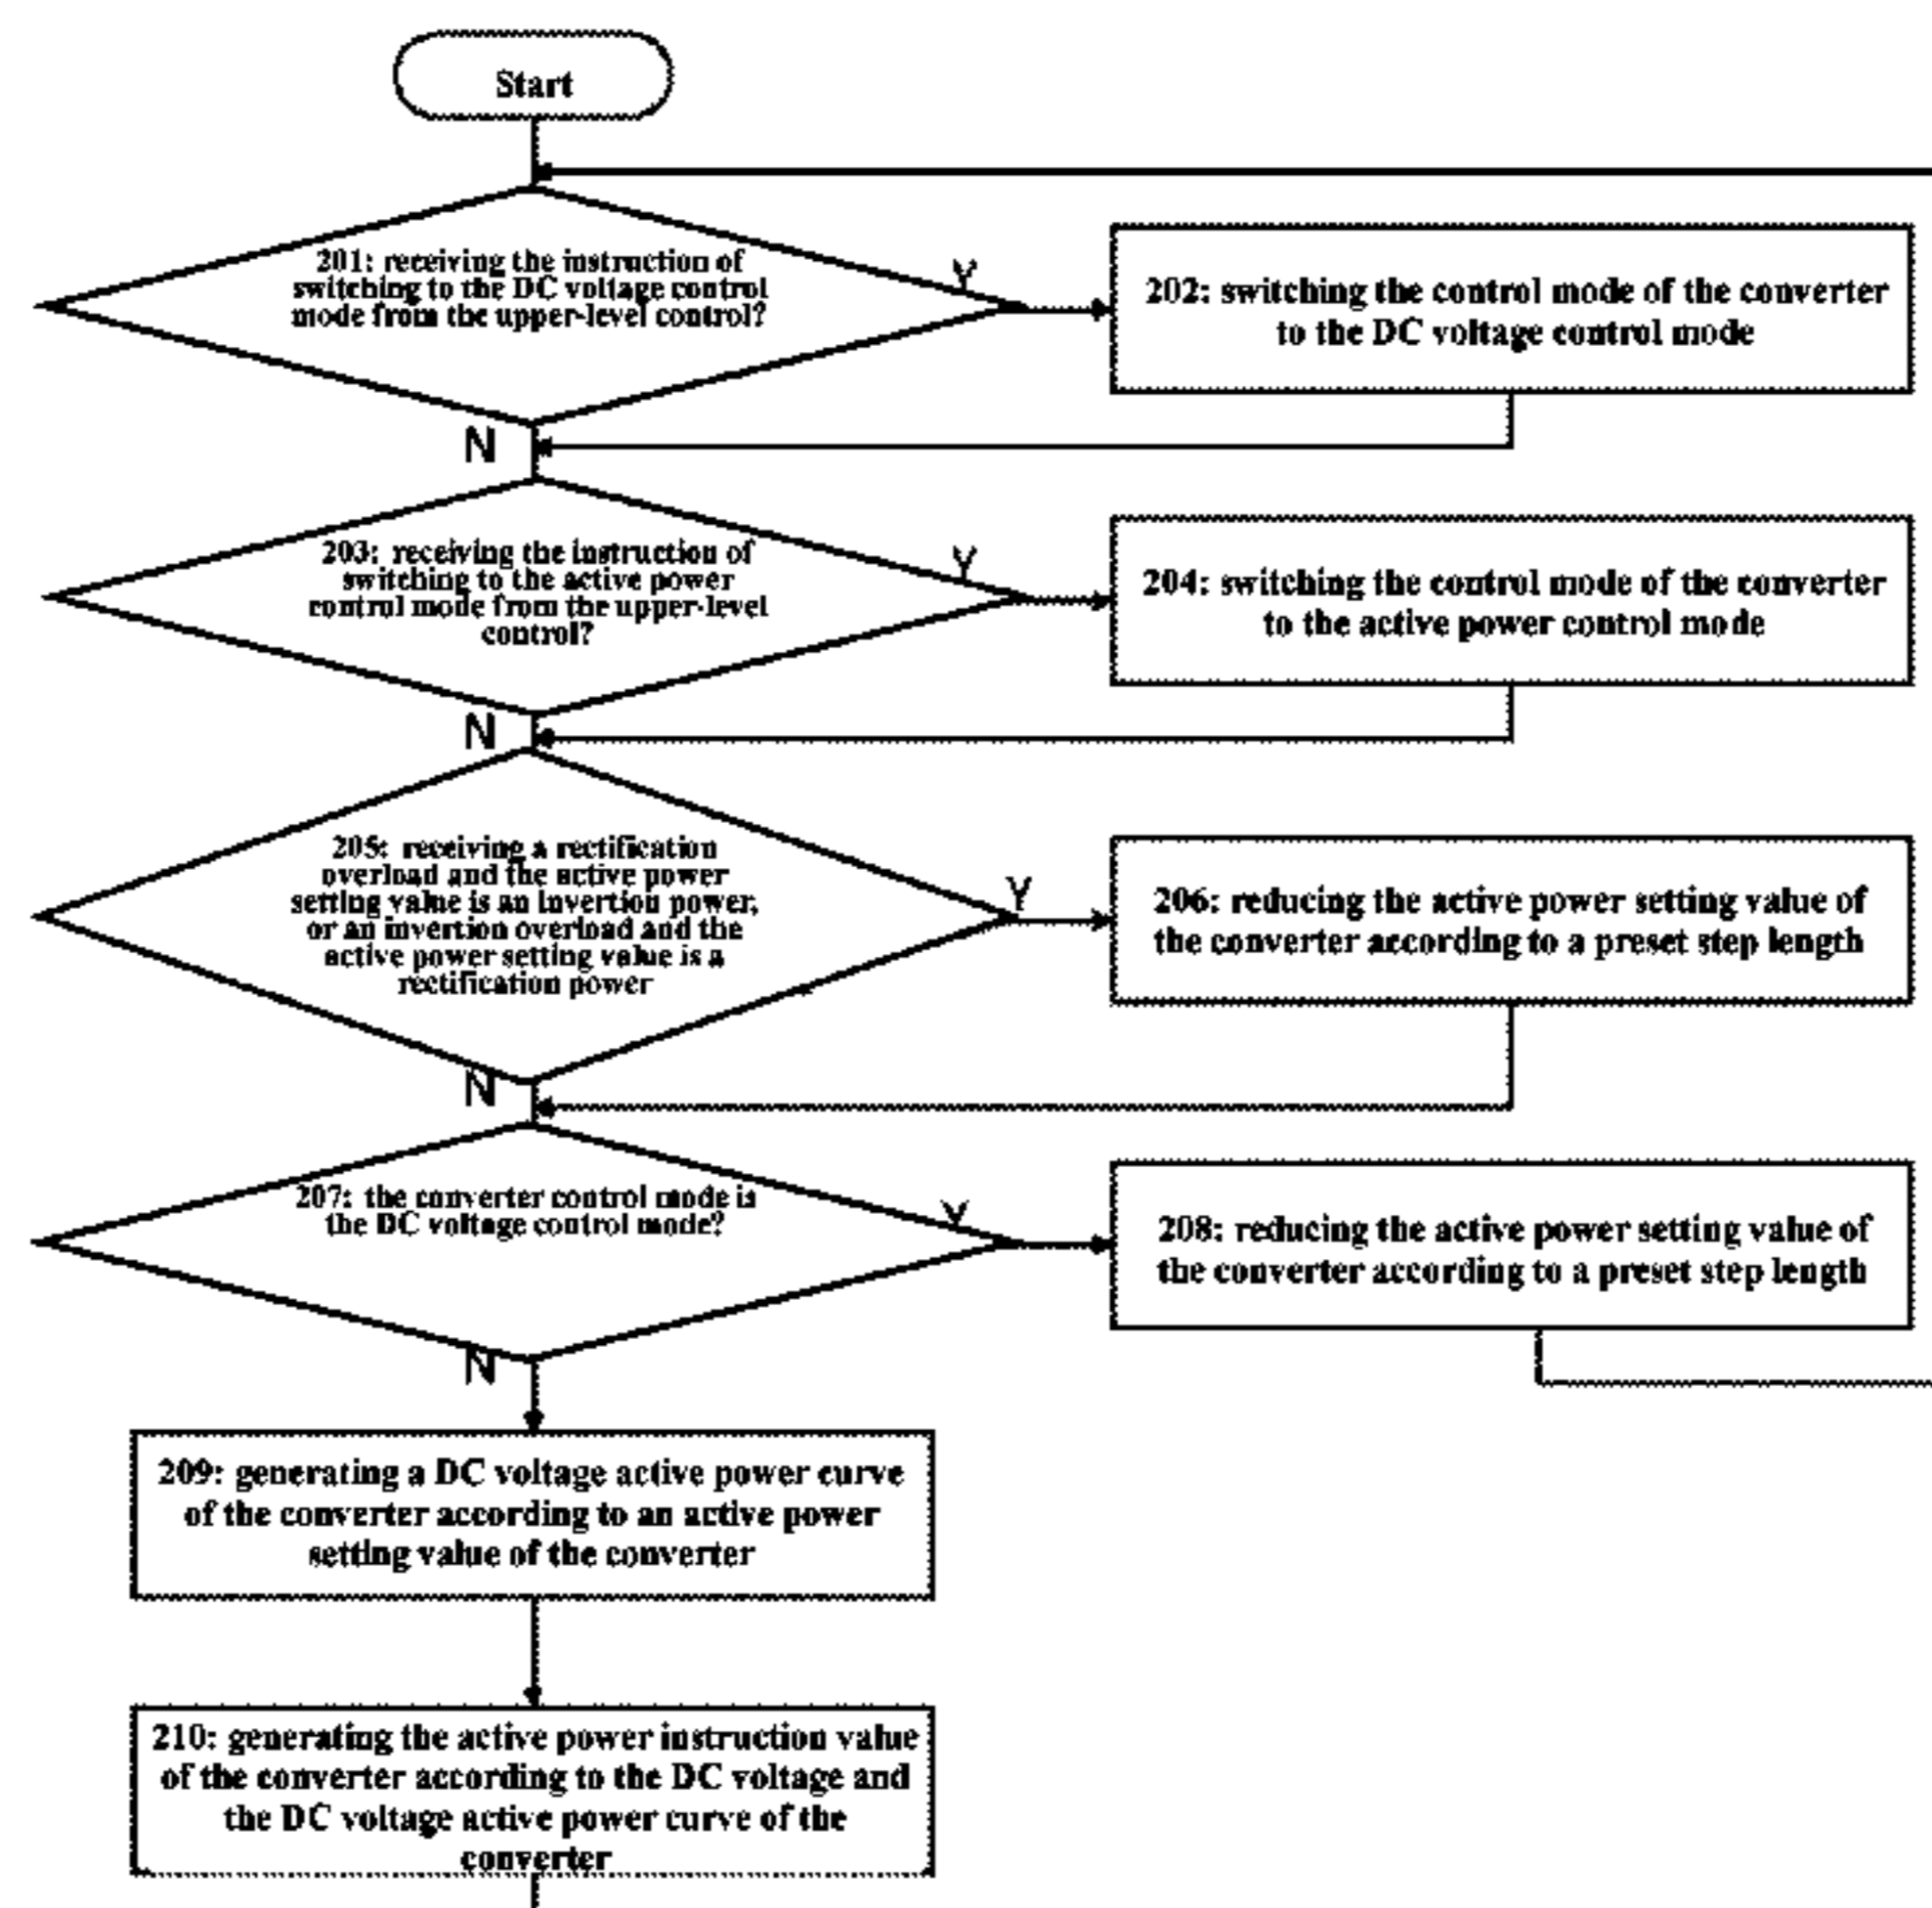 Start
201: receiving the instruction of
switching to the DC voltage control
mode from the upper-level control?
Y
202: switching the control mode of the converter
to the DC voltage control mode
N
203: receiving the instruction of
switching to the active power
control mode from the upper-level
control?
Y
204: switching the control mode of the converter
to the active power control mode
N
205: receiving a rectification
overload and the active power
setting value is an invertion power,
or an invertion overload and the
active power setting value is a
rectification power
Y
206: reducing the active power setting value of
the converter according to a preset step length
N
207: the converter control mode is
the DC voltage control mode?
Y
208: reducing the active power setting value of
the converter according to a preset step length
N
209: generating a DC voltage active power curve
of the converter according to an active power
setting value of the converter
210: generating the active power instruction value
of the converter according to the DC voltage and
the DC voltage active power curve of the
converter